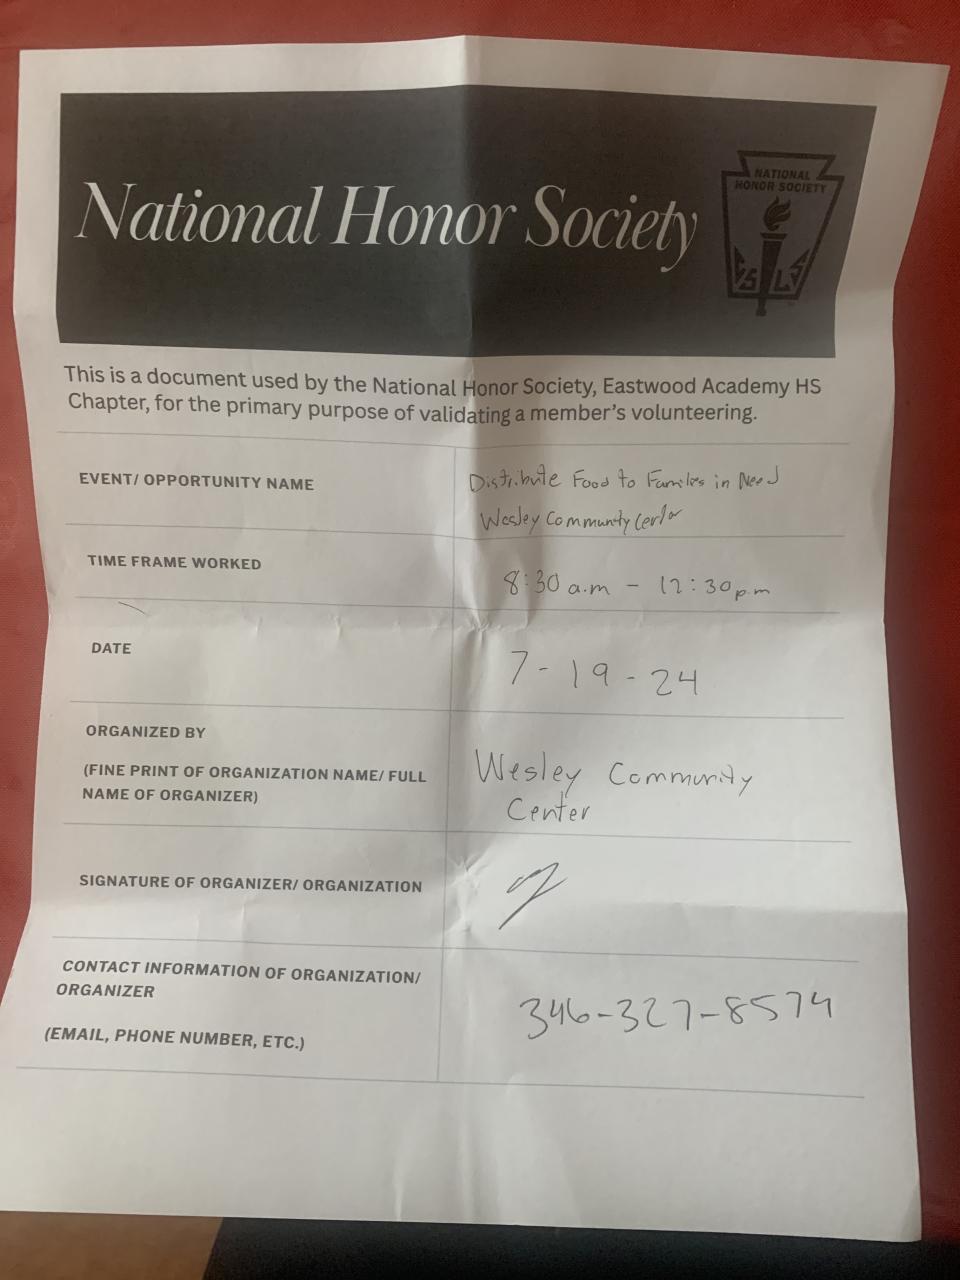 National Honor Society
NATIONAL
HONOR SOCIETY
C S L S
This is a document used by the National Honor Society, Eastwood Academy HS
Chapter, for the primary purpose of validating a member's volunteering.
EVENT/ OPPORTUNITY NAME
Distribute Food to Families in Need
Wesley Community Center
TIME FRAME WORKED
8:30 a.m - 12:30 p.m
DATE
7-19-24
ORGANIZED BY
(FINE PRINT OF ORGANIZATION NAME/ FULL
NAME OF ORGANIZER)
Wesley Community
Center
SIGNATURE OF ORGANIZER/ ORGANIZATION
CONTACT INFORMATION OF ORGANIZATION/
ORGANIZER
(EMAIL, PHONE NUMBER, ETC.)
346-327-8574